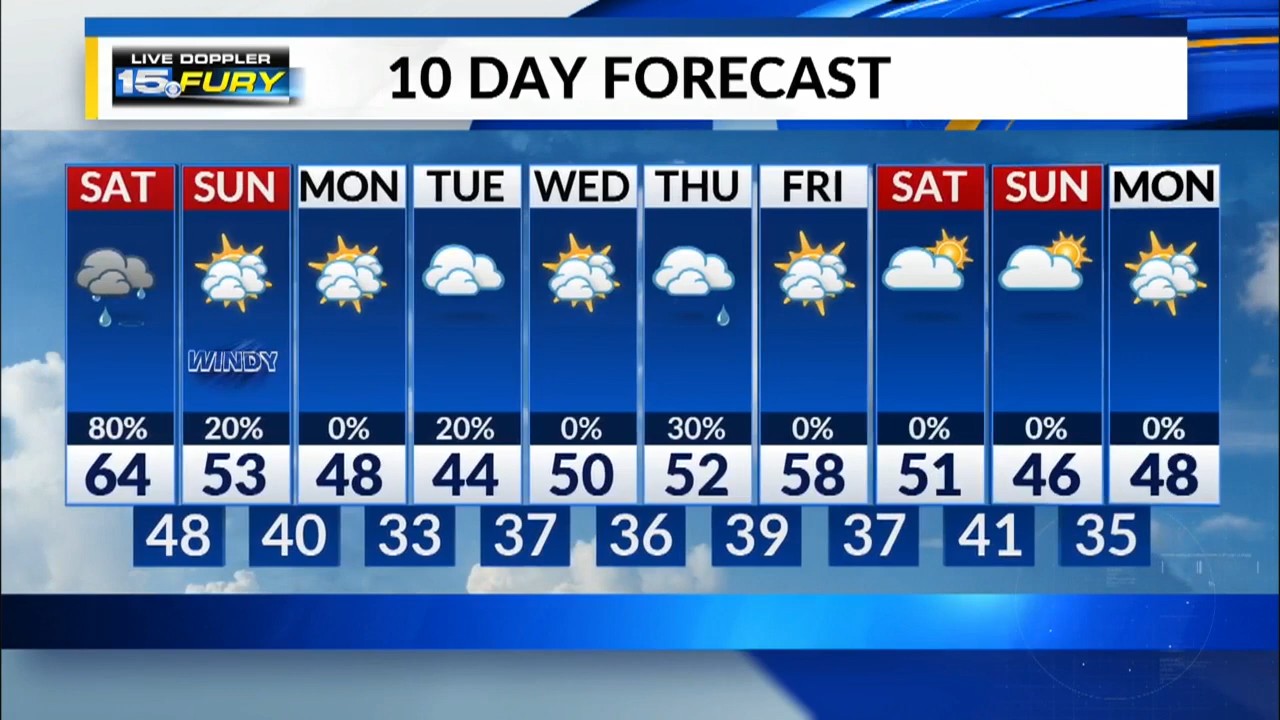 LIVE DOPPLER
15 FURY
10 DAY FORECAST
SAT SUN MON TUE WED THU FRI SAT SUN MON
WINDY
80% 20% 0% 20% 0% 30% 0% 0% 0% 0%
64 53 48 44 50 52 58 51 46 48
48 40 33 37 36 39 37 41 35